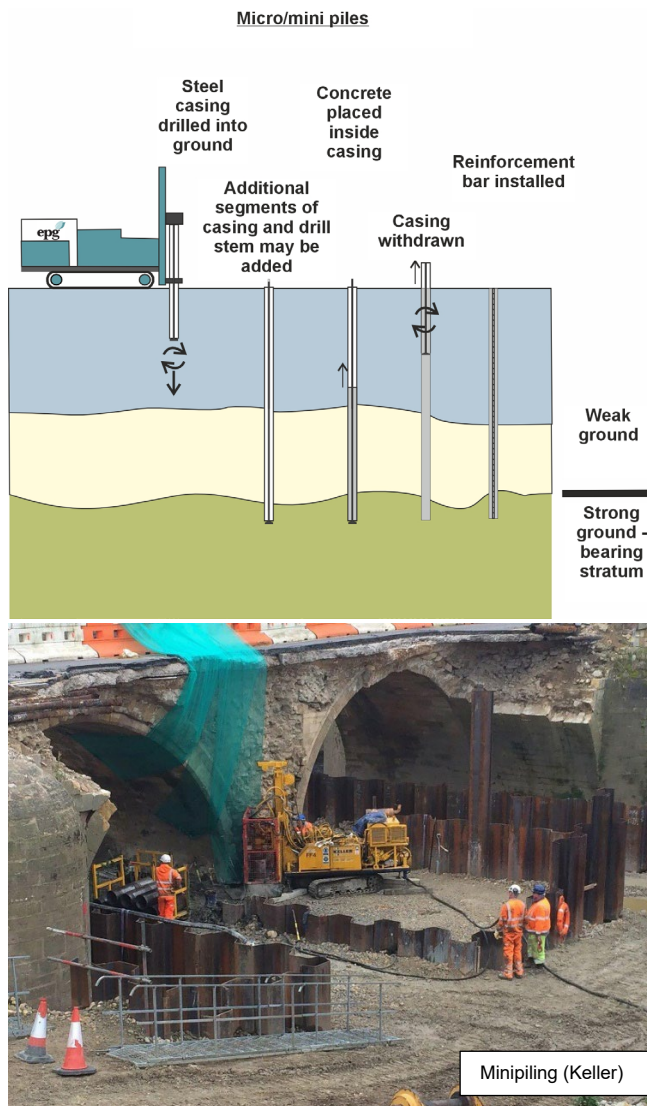 Micro/mini piles
Steel
casing
drilled into
ground
Additional
segments of
casing and drill
stem may be
added
Concrete
placed
inside
casing
Casing
withdrawn
Reinforcement
bar installed
epg
Weak
ground
Strong
ground -
bearing
stratum
Minipiling (Keller)